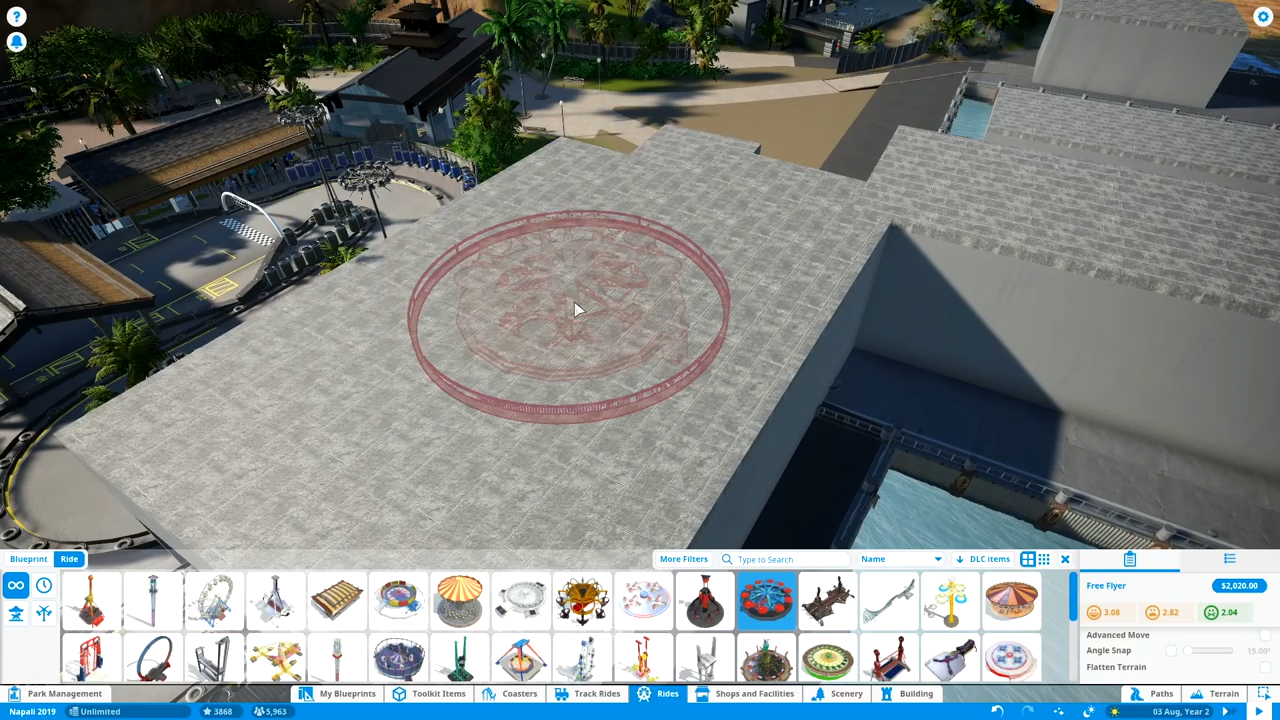 Blueprint Ride More Filters Type to Search Name DLC items
Free Flyer $2,020.00
3.08 2.82 2.04
Advanced Move
Angle Snap 15.00°
Flatten Terrain
Park Management My Blueprints Toolkit Items Coasters Track Rides Rides Shops and Facilities Scenery Building Paths Terrain
Napali 2019 Unlimited 3868 5,963 03 Aug, Year 2